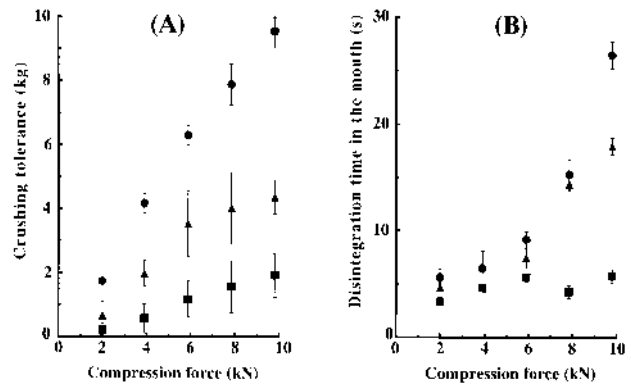 (A)
Crushing tolerance (kg)
10
8
6
4
2
0
0 2 4 6 8 10
Compression force (kN)
(B)
Disintegration time in the mouth (s)
30
20
10
0
0 2 4 6 8 10
Compression force (kN)